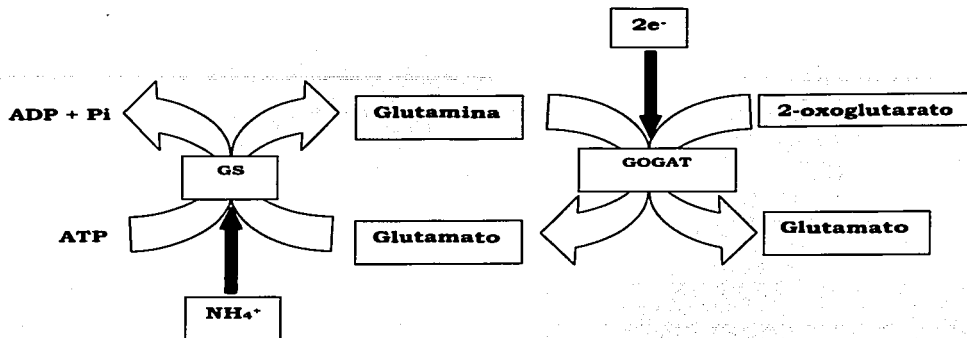 2e-
ADP + Pi
Glutamina
2-oxoglutarato
GS
GOGAT
ATP
Glutamato
Glutamato
NH₄⁺